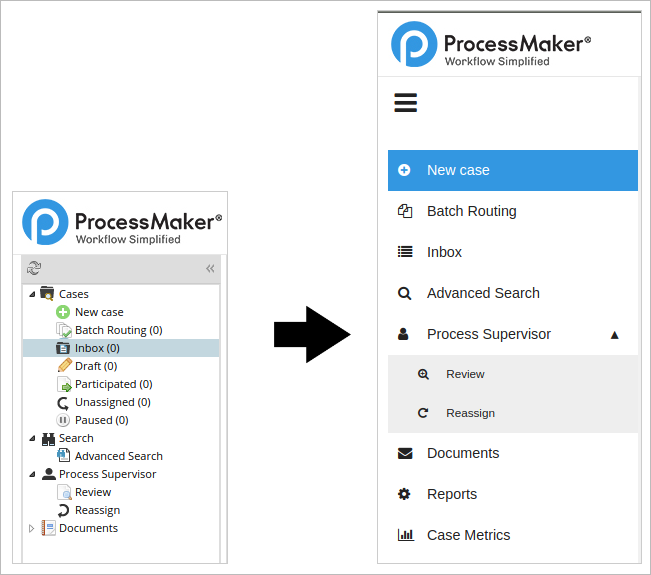 ProcessMaker®
Workflow Simplified
Cases
New case
Batch Routing (0)
Inbox (0)
Draft (0)
Participated (0)
Unassigned (0)
Paused (0)
Search
Advanced Search
Process Supervisor
Review
Reassign
Documents
ProcessMaker®
Workflow Simplified
New case
Batch Routing
Inbox
Advanced Search
Process Supervisor
Review
Reassign
Documents
Reports
Case Metrics